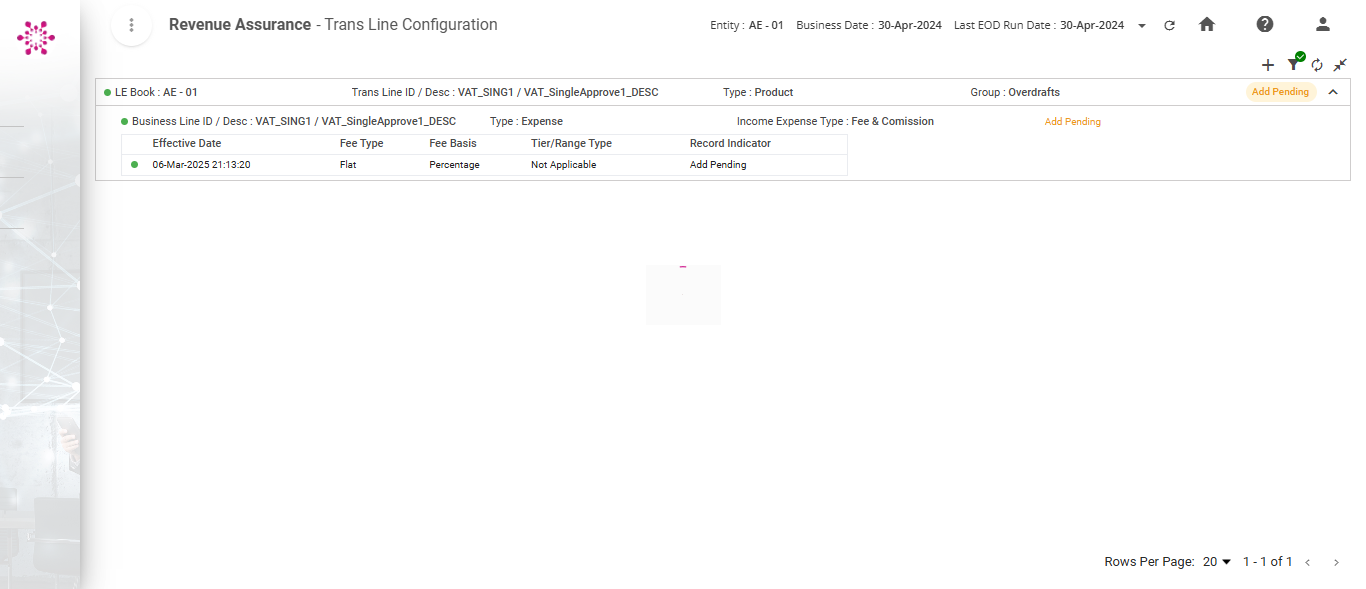 Revenue Assurance - Trans Line Configuration
Entity : AE - 01 Business Date : 30-Apr-2024 Last EOD Run Date : 30-Apr-2024
LE Book : AE - 01 Trans Line ID / Desc : VAT_SING1 / VAT_SingleApprove1_DESC Type : Product Group : Overdrafts Add Pending
Business Line ID / Desc : VAT_SING1 / VAT_SingleApprove1_DESC Type : Expense Income Expense Type : Fee & Comission Add Pending
Effective Date Fee Type Fee Basis Tier/Range Type Record Indicator
06-Mar-2025 21:13:20 Flat Percentage Not Applicable Add Pending
Rows Per Page: 20 1 - 1 of 1